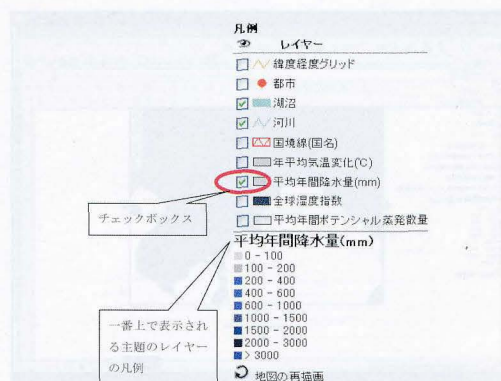 凡例
レイヤー
緯度経度グリッド
都市
湖沼
河川
国境線(国名)
年平均気温変化(℃)
平均年間降水量(mm)
全球湿度指数
平均年間ポテンシャル蒸発散量
チェックボックス
平均年間降水量(mm)
0 - 100
100 - 200
200 - 400
400 - 600
600 - 1000
1000 - 1500
1500 - 2000
2000 - 3000
> 3000
一番上で表示され
る主題のレイヤー
の凡例
地図の再描画